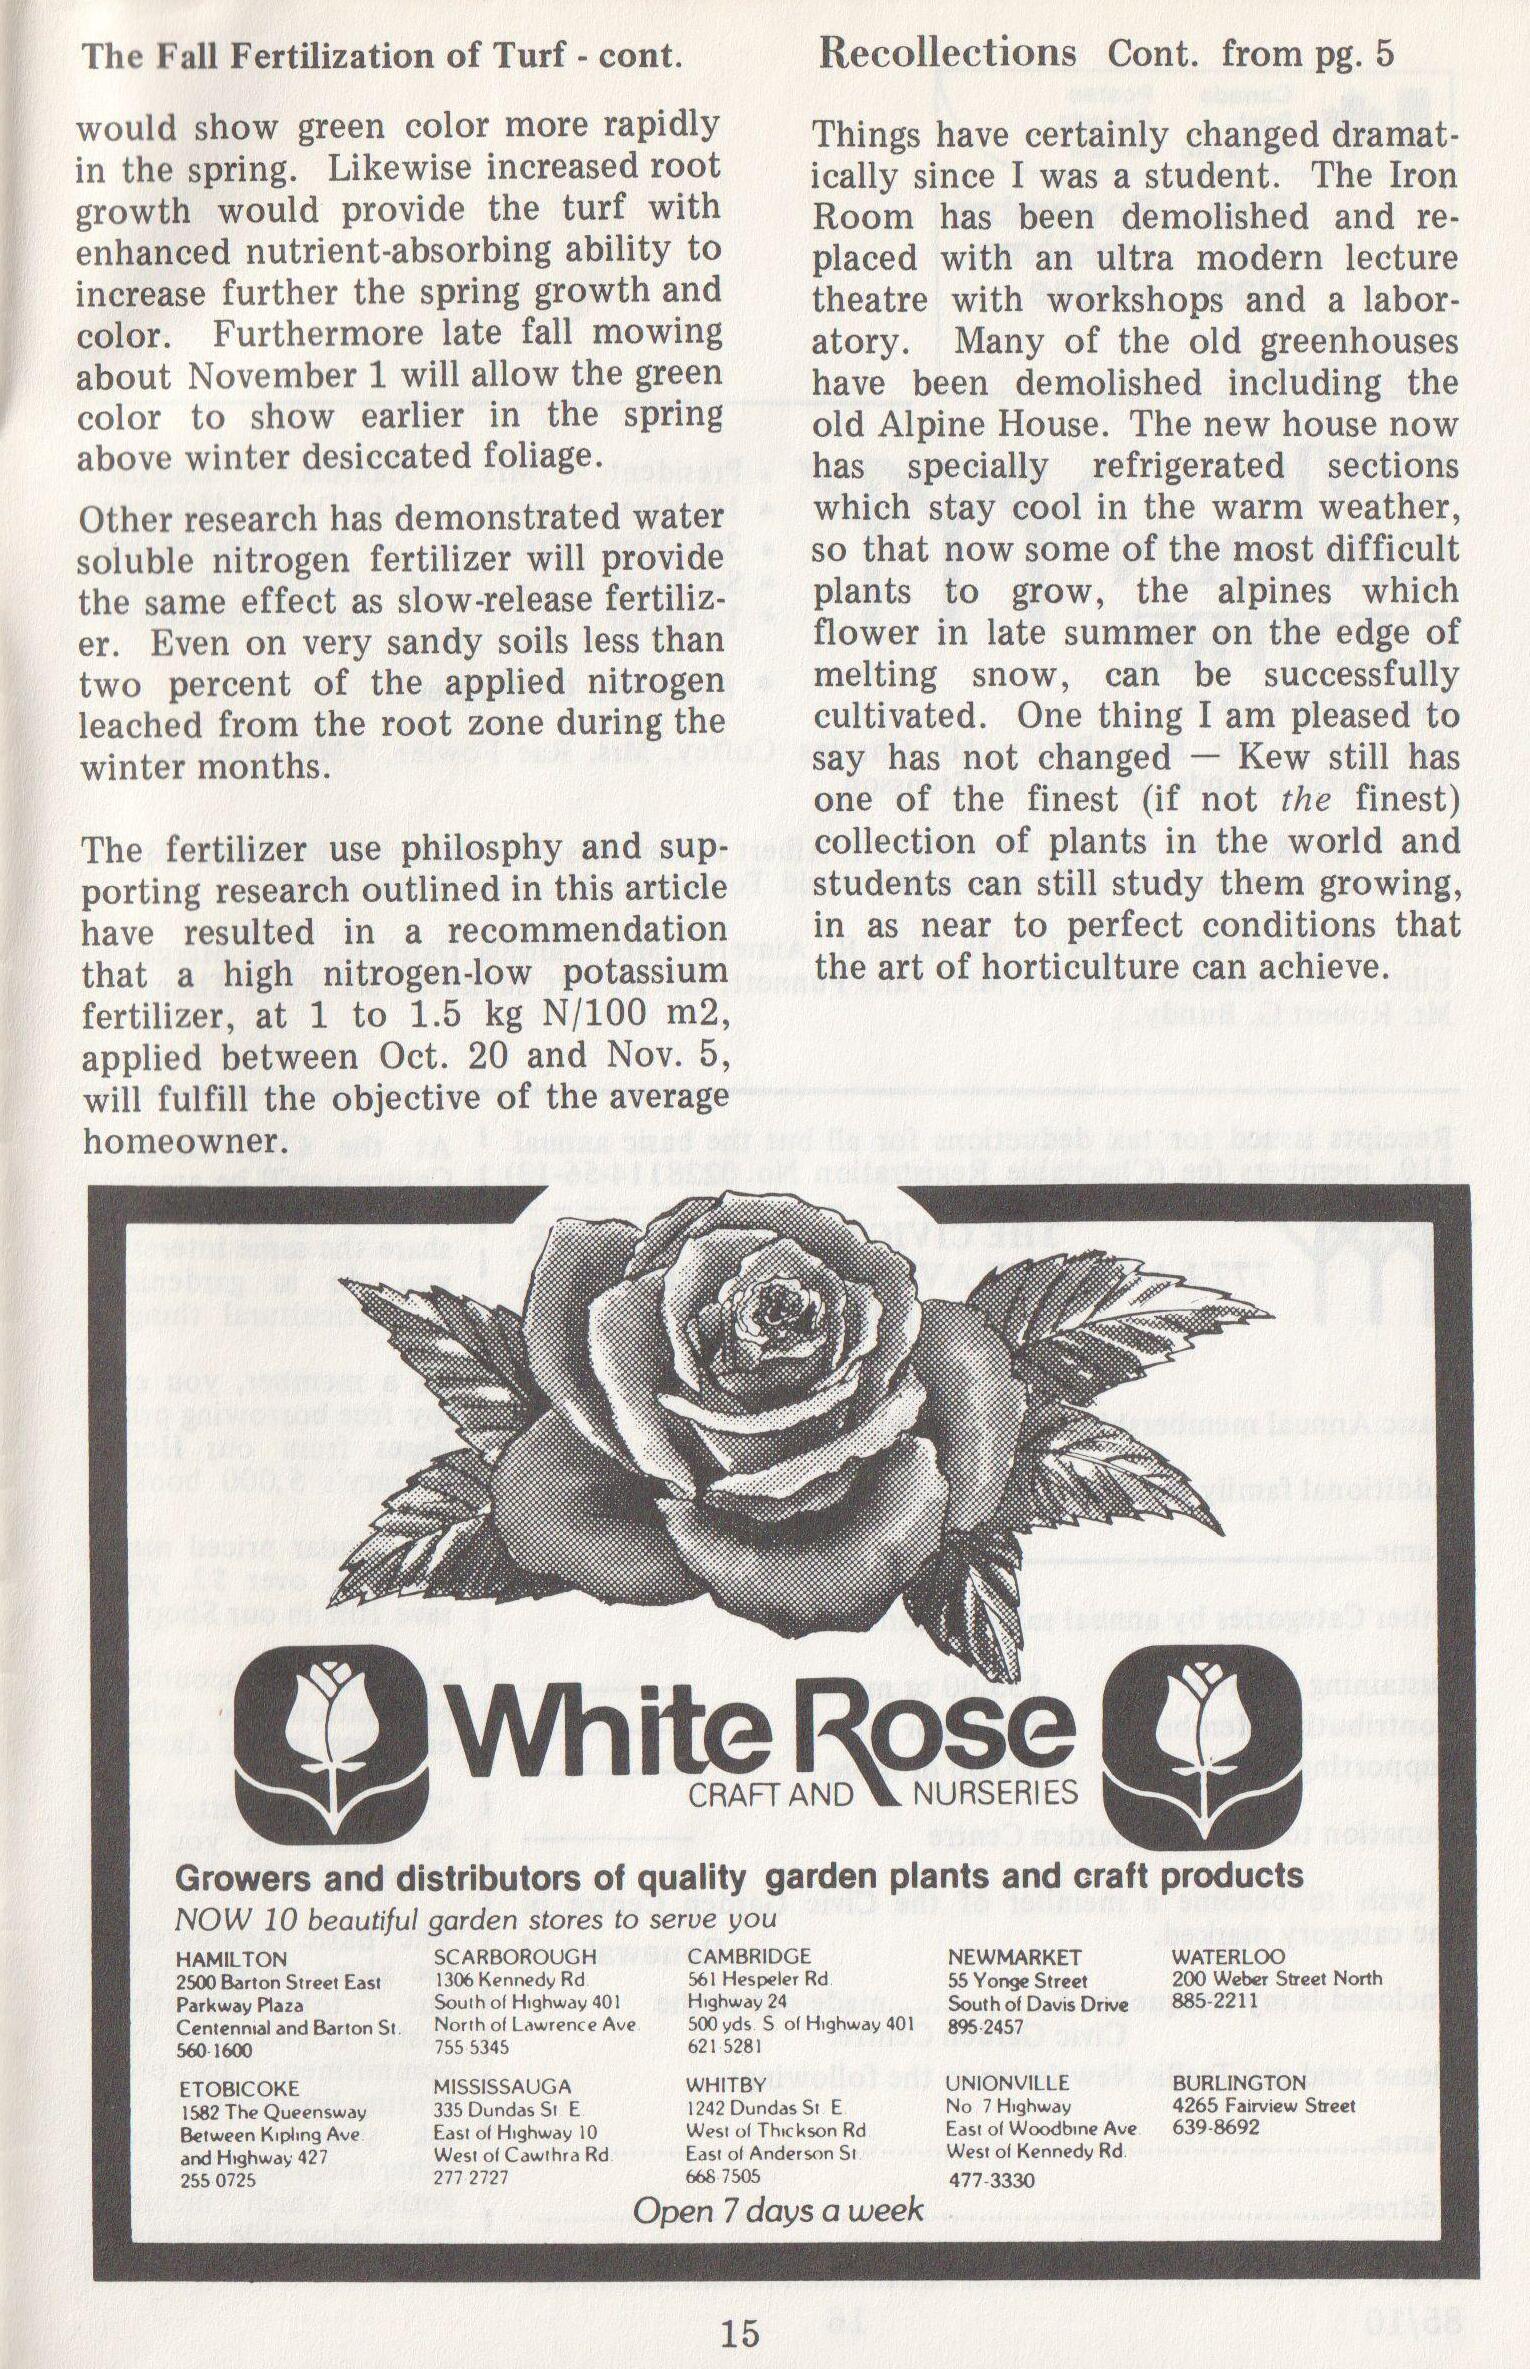 The Fall Fertilization of Turf - cont.
would show green color more rapidly
in the spring. Likewise increased root
growth would provide the turf with
enhanced nutrient-absorbing ability to
increase further the spring growth and
color. Furthermore late fall mowing
about November 1 will allow the green
color to show earlier in the spring
above winter desiccated foliage.
Other research has demonstrated water
soluble nitrogen fertilizer will provide
the same effect as slow-release fertiliz-
er. Even on very sandy soils less than
two percent of the applied nitrogen
leached from the root zone during the
winter months.
The fertilizer use philosphy and sup-
porting research outlined in this article
have resulted in a recommendation
that a high nitrogen-low potassium
fertilizer, at 1 to 1.5 kg N/100 m2,
applied between Oct. 20 and Nov. 5,
will fulfill the objective of the average
homeowner.
Recollections Cont. from pg. 5
Things have certainly changed dramat-
ically since I was a student. The Iron
Room has been demolished and re-
placed with an ultra modern lecture
theatre with workshops and a labor-
atory. Many of the old greenhouses
have been demolished including the
old Alpine House. The new house now
has specially refrigerated sections
which stay cool in the warm weather,
so that now some of the most difficult
plants to grow, the alpines which
flower in late summer on the edge of
melting snow, can be successfully
cultivated. One thing I am pleased to
say has not changed — Kew still has
one of the finest (if not the finest)
collection of plants in the world and
students can still study them growing,
in as near to perfect conditions that
the art of horticulture can achieve.
White Rose
CRAFT AND NURSERIES
Growers and distributors of quality garden plants and craft products
NOW 10 beautiful garden stores to serve you
HAMILTON
2500 Barton Street East
Parkway Plaza
Centennial and Barton St.
560-1600
SCARBOROUGH
1306 Kennedy Rd.
South of Highway 401
North of Lawrence Ave.
755 5345
CAMBRIDGE
561 Hespeler Rd.
Highway 24
500 yds. S. of Highway 401
621 5281
NEWMARKET
55 Yonge Street
South of Davis Drive
895-2457
WATERLOO
200 Weber Street North
885-2211
ETOBICOKE
1582 The Queensway
Between Kipling Ave.
and Highway 427
255 0725
MISSISSAUGA
335 Dundas St. E.
East of Highway 10
West of Cawthra Rd.
277 2727
WHITBY
1242 Dundas St. E.
West of Thickson Rd.
East of Anderson St.
668 7505
UNIONVILLE
No. 7 Highway
East of Woodbine Ave.
West of Kennedy Rd.
477-3330
BURLINGTON
4265 Fairview Street
639-8692
Open 7 days a week
15